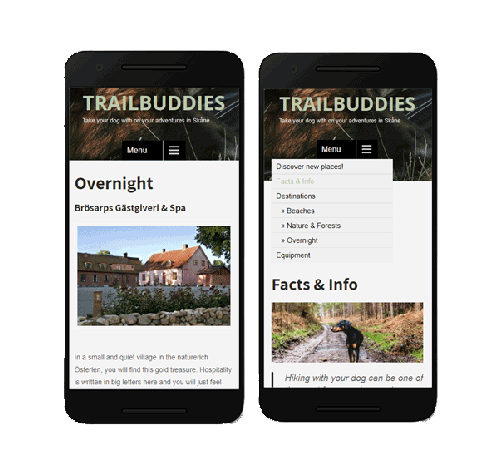 TRAILBUDDIES
Take your dog with on your adventures in Skåne
Menu
Overnight
Brösarps Gästgiveri & Spa
In a small and quiet village in the naturerich
Österlen, you will find this gold treasure. Hospitality
is written in big letters here and you will just feel
TRAILBUDDIES
Take your dog with on your adventures in Skåne
Menu
Discover new places!
Facts & Info
Destinations
» Beaches
» Nature & Forests
» Overnight
Equipment
Facts & Info
Hiking with your dog can be one of